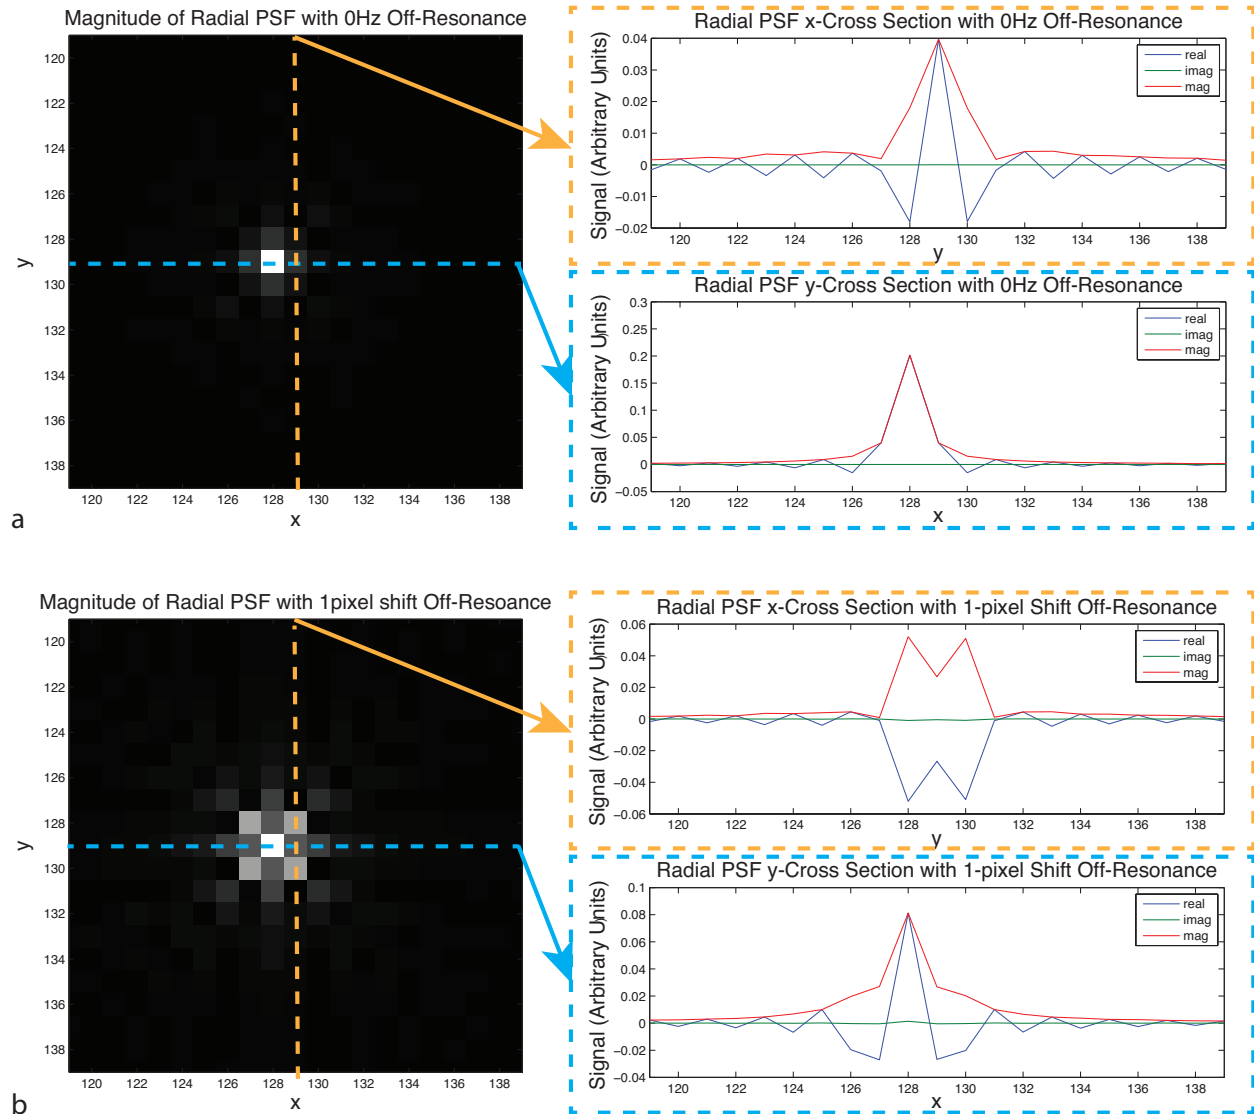 Magnitude of Radial PSF with 0Hz Off-Resonance
120
122
124
126
128
130
132
134
136
138
y
120 122 124 126 128 130 132 134 136 138
x
a
Radial PSF x-Cross Section with 0Hz Off-Resonance
Signal (Arbitrary Units)
0.04
0.03
0.02
0.01
0
−0.01
−0.02
real
imag
mag
120 122 124 126 128 130 132 134 136 138
y
Radial PSF y-Cross Section with 0Hz Off-Resonance
Signal (Arbitrary Units)
0.3
0.25
0.2
0.15
0.1
0.05
0
−0.05
real
imag
mag
120 122 124 126 128 130 132 134 136 138
x
Magnitude of Radial PSF with 1pixel shift Off-Resoance
120
122
124
126
128
130
132
134
136
138
y
120 122 124 126 128 130 132 134 136 138
x
b
Radial PSF x-Cross Section with 1-pixel Shift Off-Resonance
Signal (Arbitrary Units)
0.06
0.04
0.02
0
−0.02
−0.04
−0.06
real
imag
mag
120 122 124 126 128 130 132 134 136 138
y
Radial PSF y-Cross Section with 1-pixel Shift Off-Resonance
Signal (Arbitrary Units)
0.1
0.08
0.06
0.04
0.02
0
−0.02
−0.04
real
imag
mag
120 122 124 126 128 130 132 134 136 138
x